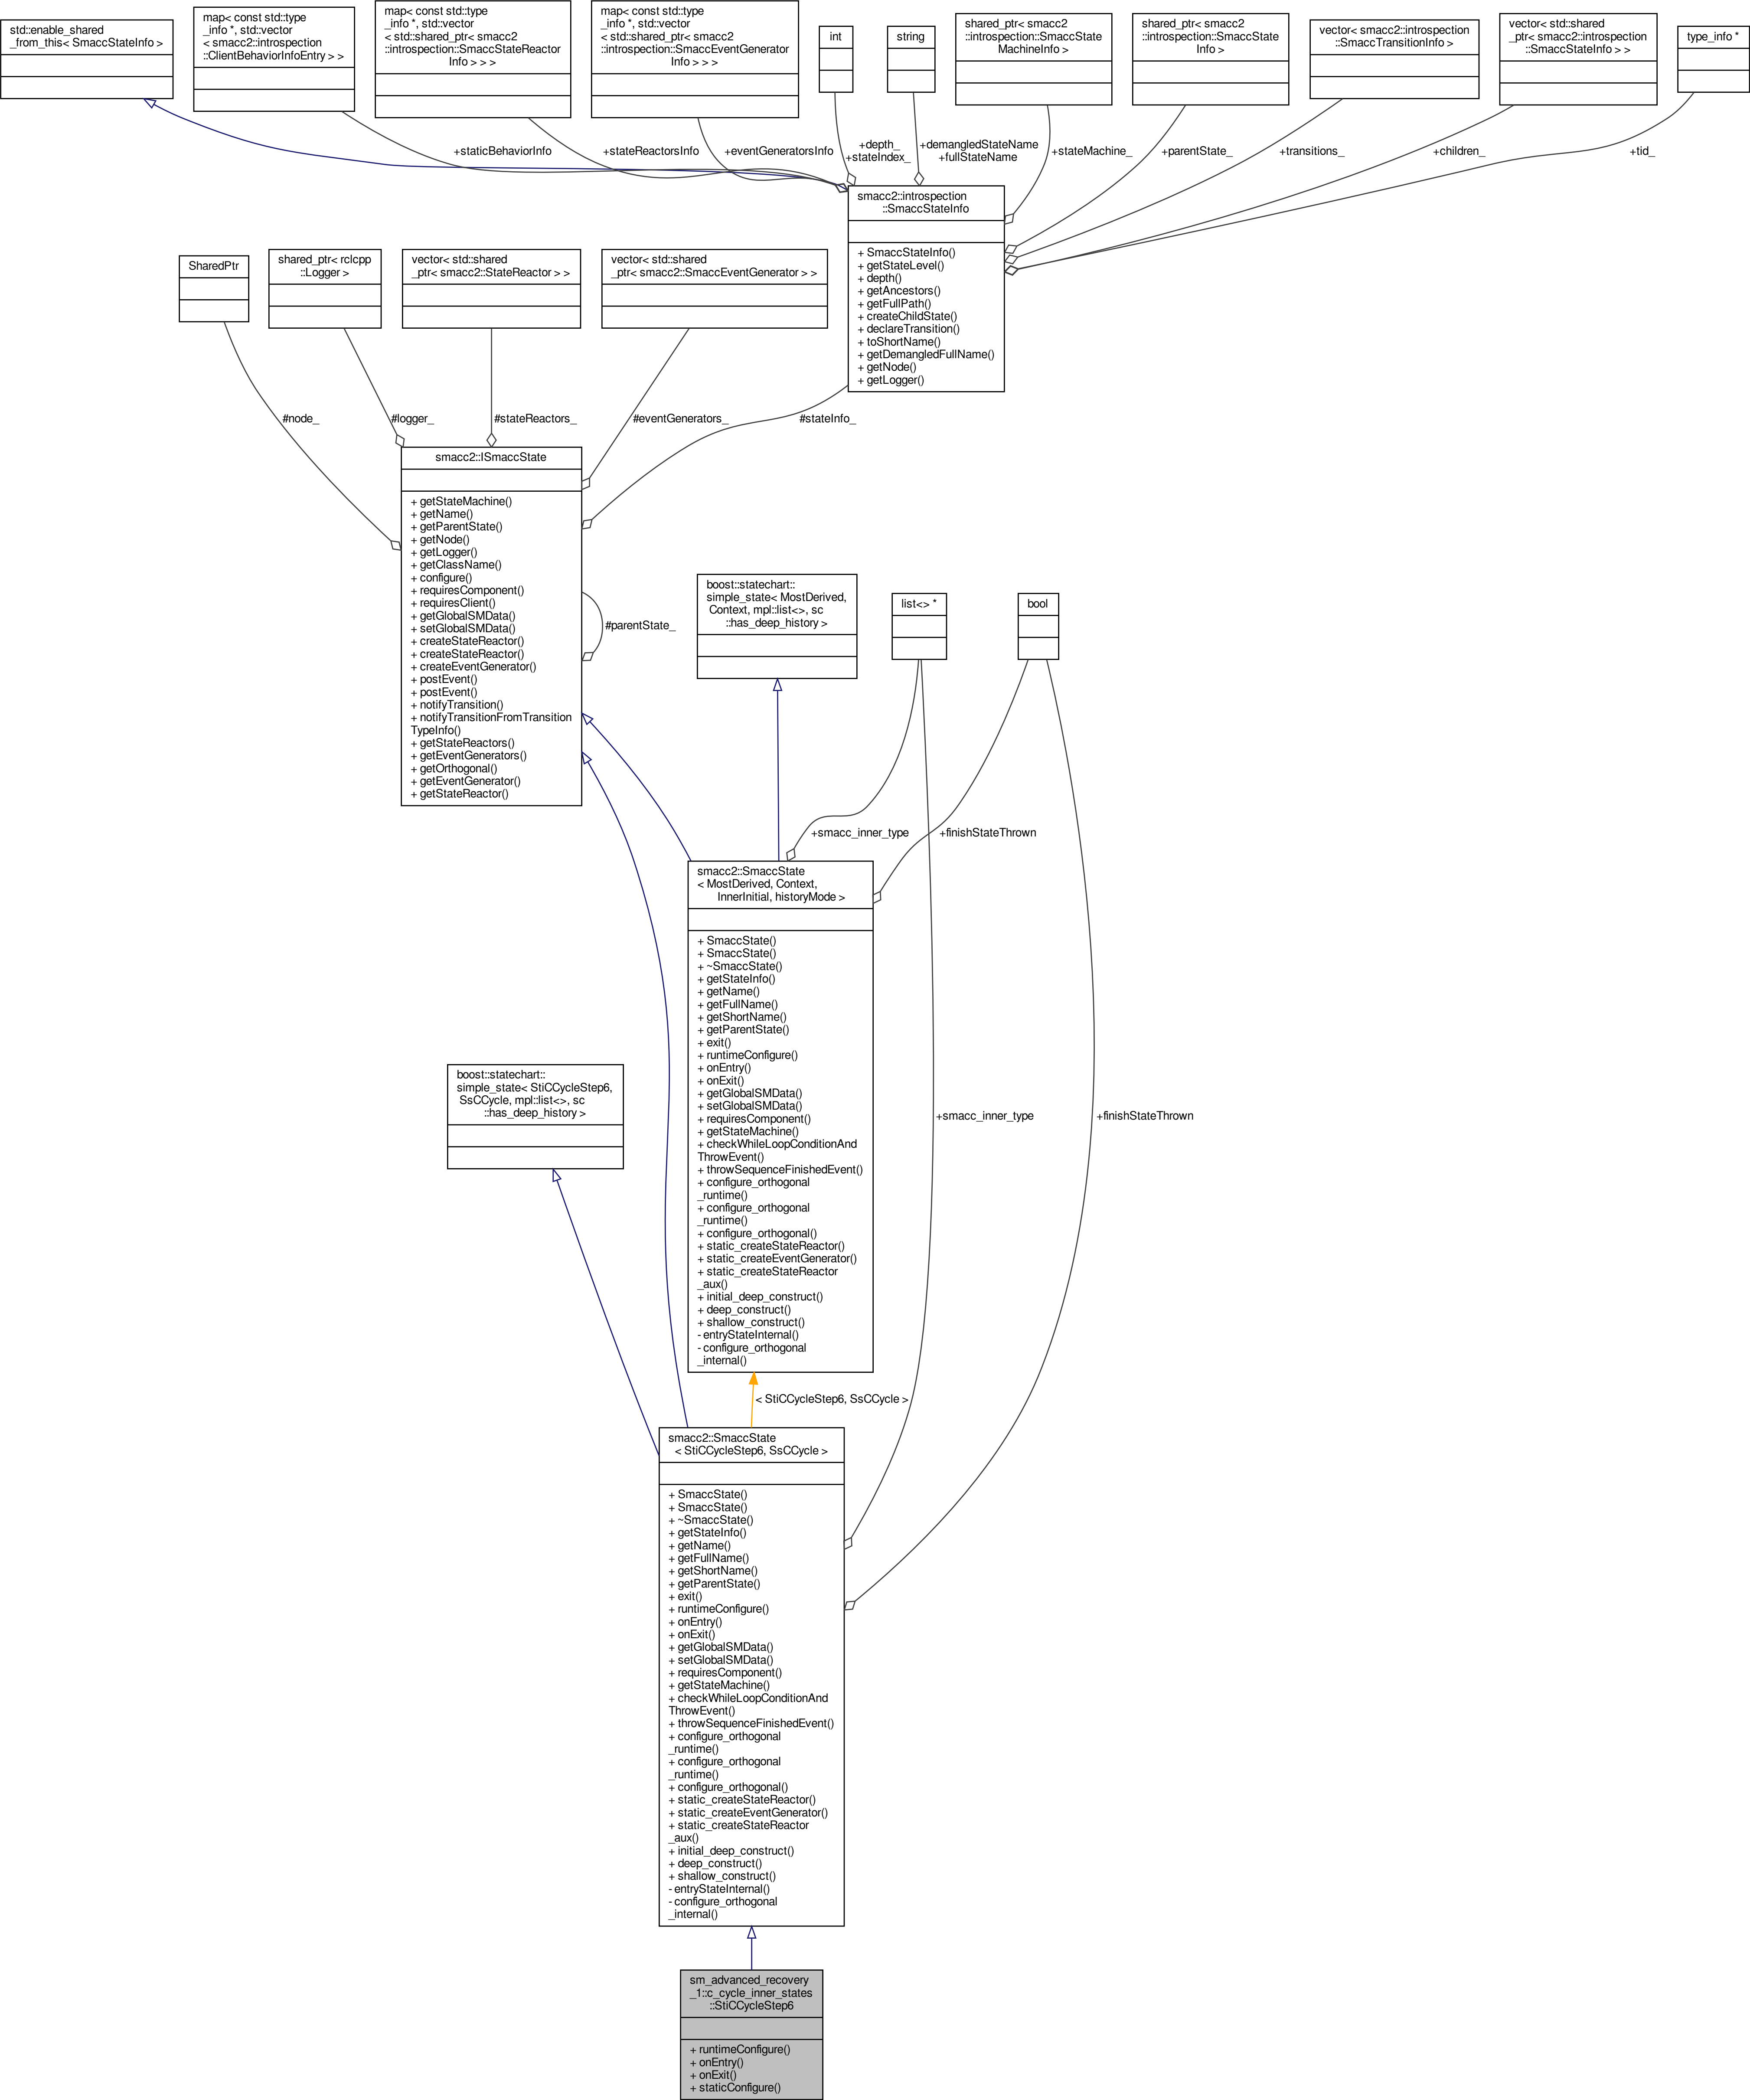 std::enable_shared
_from_this< SmaccStateInfo >
map< const std::type
_info *, std::vector
< smacc2::introspection
::ClientBehaviorInfoEntry > >
map< const std::type
_info *, std::vector
< std::shared_ptr< smacc2
::introspection::SmaccStateReactor
Info > > >
map< const std::type
_info *, std::vector
< std::shared_ptr< smacc2
::introspection::SmaccEventGenerator
Info > > >
int
string
shared_ptr< smacc2
::introspection::SmaccState
MachineInfo >
shared_ptr< smacc2
::introspection::SmaccState
Info >
vector< smacc2::introspection
::SmaccTransitionInfo >
vector< std::shared
_ptr< smacc2::introspection
::SmaccStateInfo > >
type_info *
+staticBehaviorInfo
+stateReactorsInfo
+eventGeneratorsInfo
+depth_
+stateIndex_
+demangledStateName
+fullStateName
+stateMachine_
+parentState_
+transitions_
+children_
+tid_
smacc2::introspection
::SmaccStateInfo
+ SmaccStateInfo()
+ getStateLevel()
+ depth()
+ getAncestors()
+ getFullPath()
+ createChildState()
+ declareTransition()
+ toShortName()
+ getDemangledFullName()
+ getNode()
+ getLogger()
SharedPtr
shared_ptr< rclcpp
::Logger >
vector< std::shared
_ptr< smacc2::StateReactor > >
vector< std::shared
_ptr< smacc2::SmaccEventGenerator > >
#node_
#logger_
#stateReactors_
#eventGenerators_
#stateInfo_
smacc2::ISmaccState
+ getStateMachine()
+ getName()
+ getParentState()
+ getNode()
+ getLogger()
+ getClassName()
+ configure()
+ requiresComponent()
+ requiresClient()
+ getGlobalSMData()
+ setGlobalSMData()
+ createStateReactor()
+ createStateReactor()
+ createEventGenerator()
+ postEvent()
+ postEvent()
+ notifyTransition()
+ notifyTransitionFromTransition
TypeInfo()
+ getStateReactors()
+ getEventGenerators()
+ getOrthogonal()
+ getEventGenerator()
+ getStateReactor()
#parentState_
boost::statechart::
simple_state< MostDerived,
Context, mpl::list<>, sc
::has_deep_history >
list<> *
bool
+smacc_inner_type
+finishStateThrown
smacc2::SmaccState
< MostDerived, Context,
InnerInitial, historyMode >
+ SmaccState()
+ SmaccState()
+ ~SmaccState()
+ getStateInfo()
+ getName()
+ getFullName()
+ getShortName()
+ getParentState()
+ exit()
+ runtimeConfigure()
+ onEntry()
+ onExit()
+ getGlobalSMData()
+ setGlobalSMData()
+ requiresComponent()
+ getStateMachine()
+ checkWhileLoopConditionAnd
ThrowEvent()
+ throwSequenceFinishedEvent()
+ configure_orthogonal
_runtime()
+ configure_orthogonal
_runtime()
+ configure_orthogonal()
+ static_createStateReactor()
+ static_createEventGenerator()
+ static_createStateReactor
_aux()
+ initial_deep_construct()
+ deep_construct()
+ shallow_construct()
- entryStateInternal()
- configure_orthogonal
_internal()
boost::statechart::
simple_state< StiCCycleStep6,
SsCCycle, mpl::list<>, sc
::has_deep_history >
+smacc_inner_type
+finishStateThrown
< StiCCycleStep6, SsCCycle >
smacc2::SmaccState
< StiCCycleStep6, SsCCycle >
+ SmaccState()
+ SmaccState()
+ ~SmaccState()
+ getStateInfo()
+ getName()
+ getFullName()
+ getShortName()
+ getParentState()
+ exit()
+ runtimeConfigure()
+ onEntry()
+ onExit()
+ getGlobalSMData()
+ setGlobalSMData()
+ requiresComponent()
+ getStateMachine()
+ checkWhileLoopConditionAnd
ThrowEvent()
+ throwSequenceFinishedEvent()
+ configure_orthogonal
_runtime()
+ configure_orthogonal
_runtime()
+ configure_orthogonal()
+ static_createStateReactor()
+ static_createEventGenerator()
+ static_createStateReactor
_aux()
+ initial_deep_construct()
+ deep_construct()
+ shallow_construct()
- entryStateInternal()
- configure_orthogonal
_internal()
sm_advanced_recovery
_1::c_cycle_inner_states
::StiCCycleStep6
+ runtimeConfigure()
+ onEntry()
+ onExit()
+ staticConfigure()